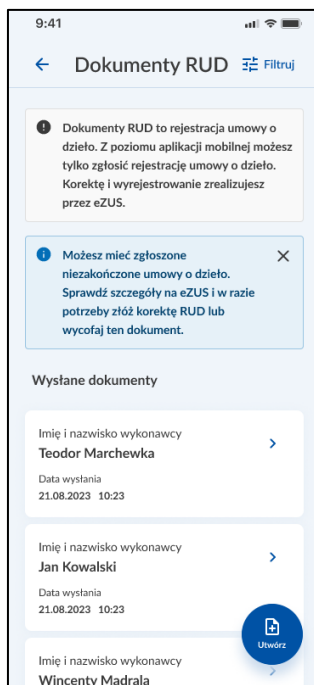 9:41
Dokumenty RUD
Filtruj
Dokumenty RUD to rejestracja umowy o
dzieło. Z poziomu aplikacji mobilnej możesz
tylko zgłosić rejestrację umowy o dzieło.
Korektę i wyrejestrowanie zrealizujesz
przez eZUS.
Możesz mieć zgłoszone
niezakończone umowy o dzieło.
Sprawdź szczegóły na eZUS i w razie
potrzeby złóż korektę RUD lub
wycofaj ten dokument.
Wysłane dokumenty
Imię i nazwisko wykonawcy
Teodor Marchewka
Data wysłania
21.08.2023 10:23
Imię i nazwisko wykonawcy
Jan Kowalski
Data wysłania
21.08.2023 10:23
Utwórz
Imię i nazwisko wykonawcy
Wincenty Madrala